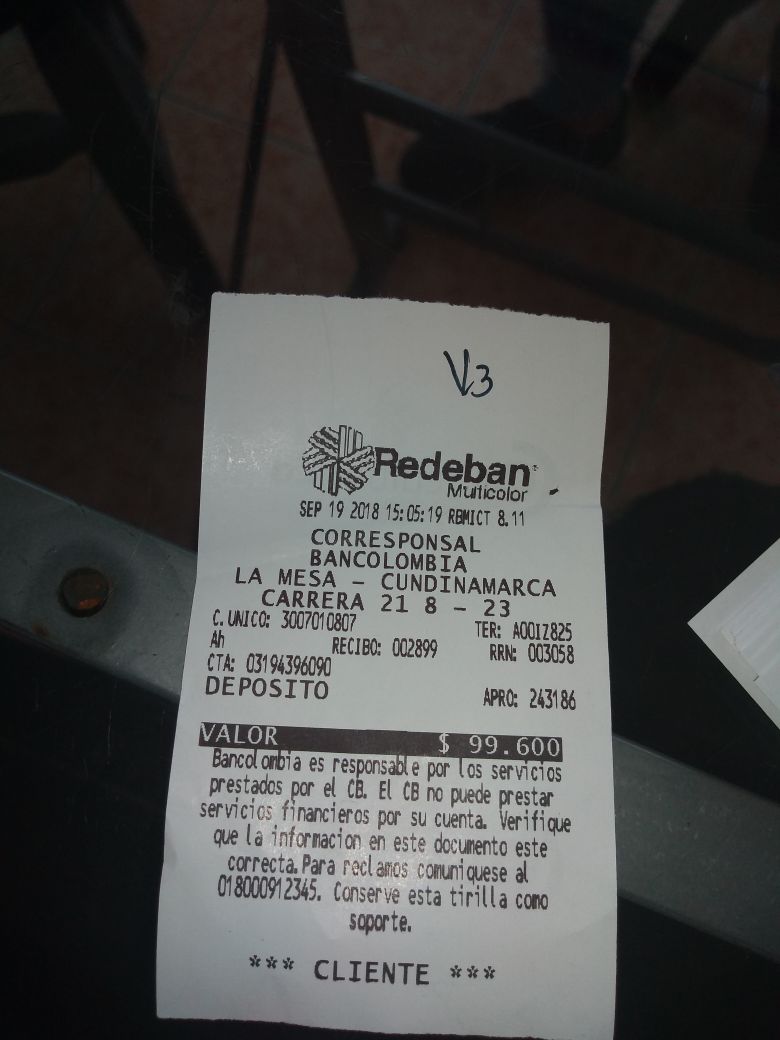 V3
Redeban
Multicolor
SEP 19 2018 15:05:19 RBMICT 8.11
CORRESPONSAL
BANCOLOMBIA
LA MESA - CUNDINAMARCA
CARRERA 21 8 - 23
C. UNICO: 3007010807 TER: A00IZ825
Ah RECIBO: 002899 RRN: 003058
CTA: 03194396090
DEPOSITO APRO: 243186
VALOR $ 99.600
Bancolombia es responsable por los servicios
prestados por el CB. El CB no puede prestar
servicios financieros por su cuenta. Verifique
que la informacion en este documento este
correcta. Para reclamos comuniquese al
018000912345. Conserve esta tirilla como
soporte.
*** CLIENTE ***